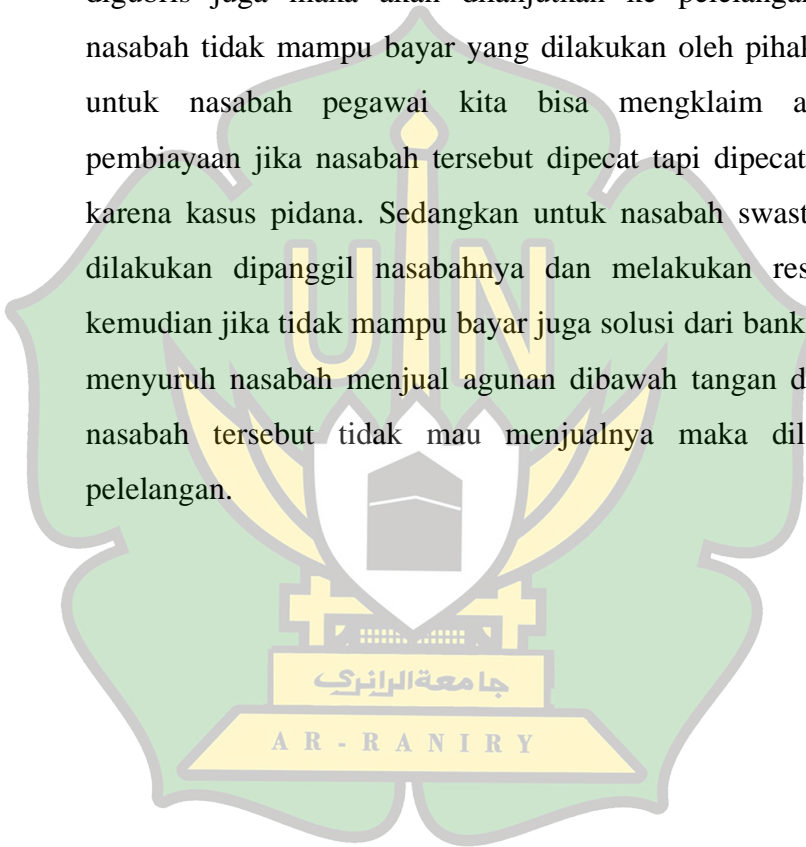 digubris juga maka akan dilanjutkan ke
nasabah tidak mampu bayar yang dilakukan oleh
untuk nasabah pegawai kita bisa mengklaim
pembiayaan jika nasabah tersebut dipecat tapi dipecat
karena kasus pidana. Sedangkan untuk nasabah
dilakukan dipanggil nasabahnya dan melakukan
kemudian jika tidak mampu bayar juga solusi dari bank
menyuruh nasabah menjual agunan dibawah tangan
nasabah tersebut tidak mau menjualnya maka
pelelangan.
UIN
جامعة الرانري
AR-RANIRY